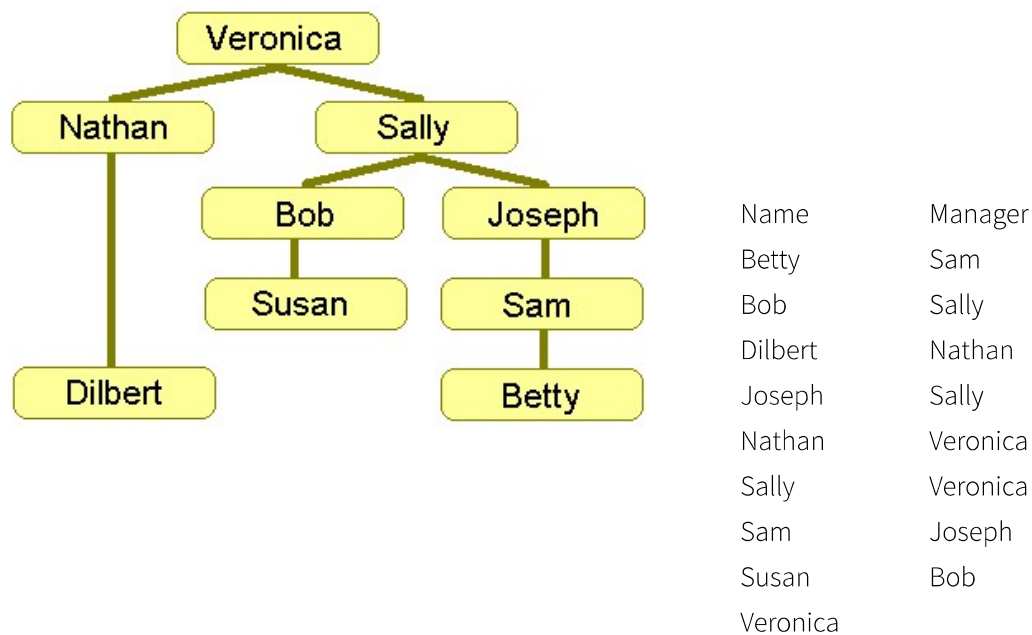 Veronica
Nathan Sally
Bob Joseph
Susan Sam
Dilbert Betty
Name Manager
Betty Sam
Bob Sally
Dilbert Nathan
Joseph Sally
Nathan Veronica
Sally Veronica
Sam Joseph
Susan Bob
Veronica